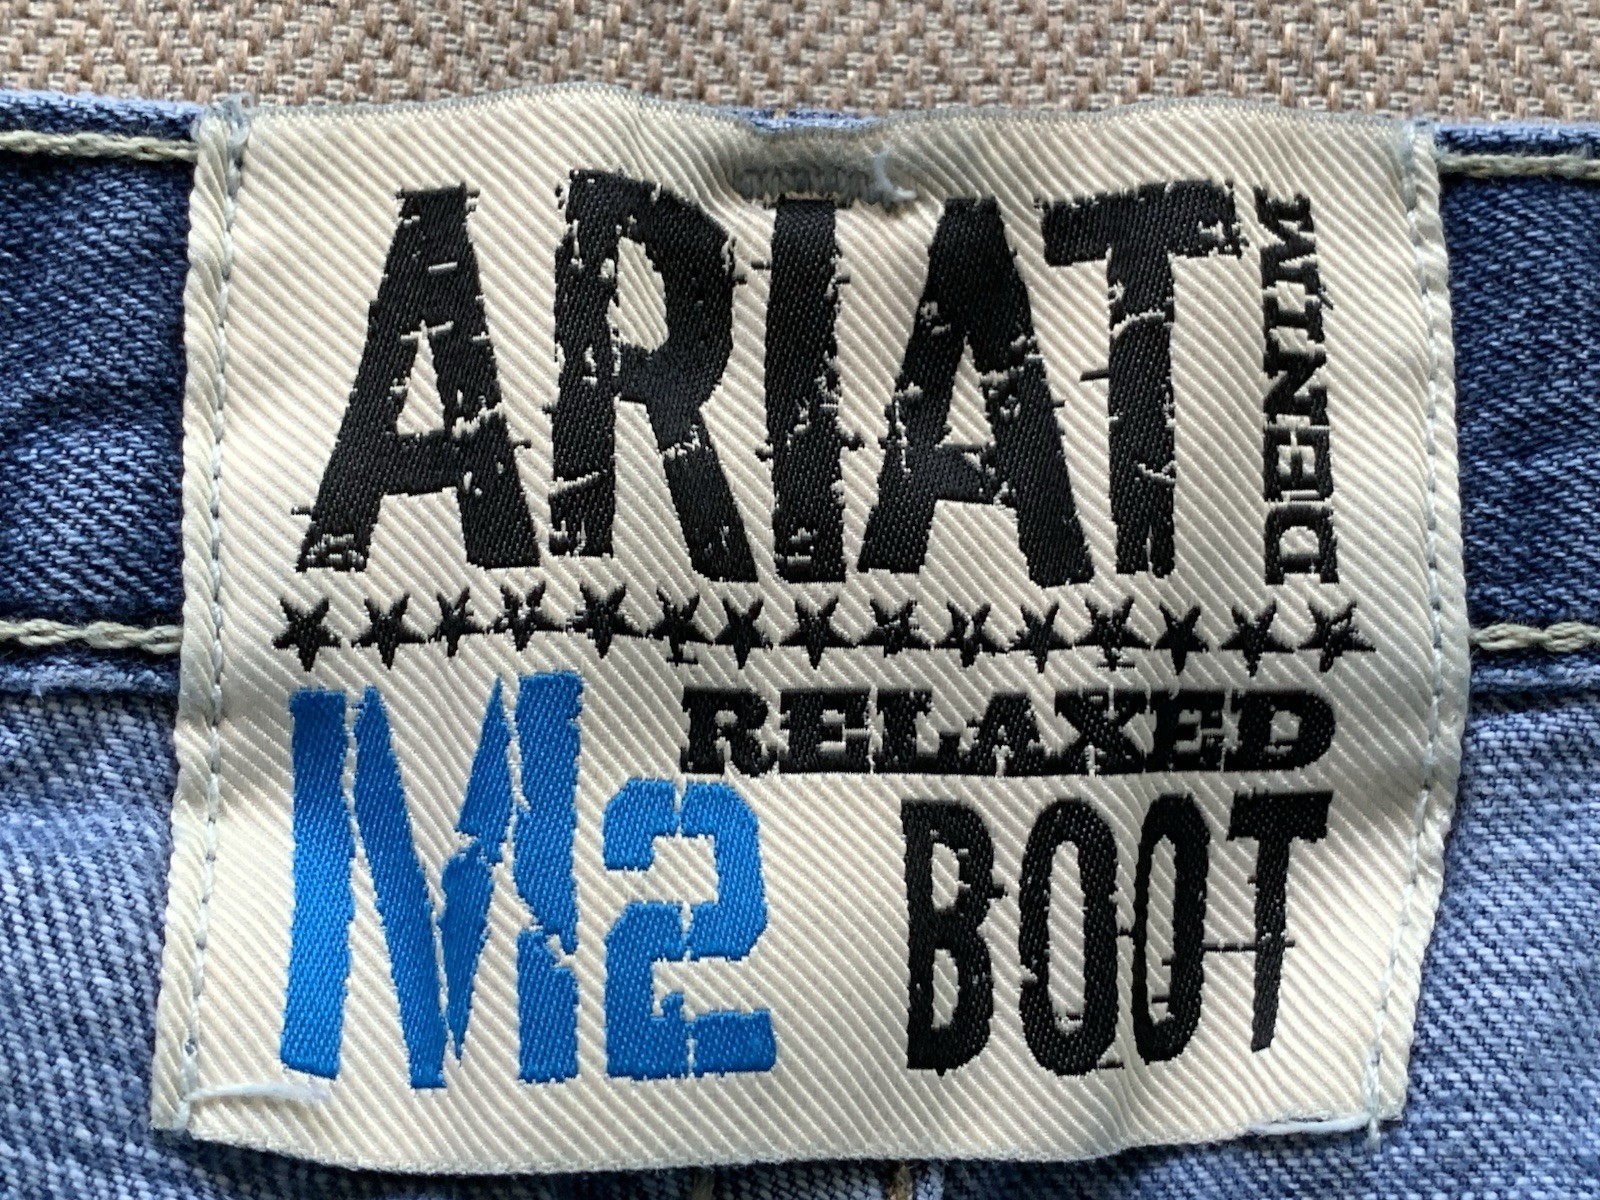 ARIAT
DENIM
M2
RELAXED
BOOT